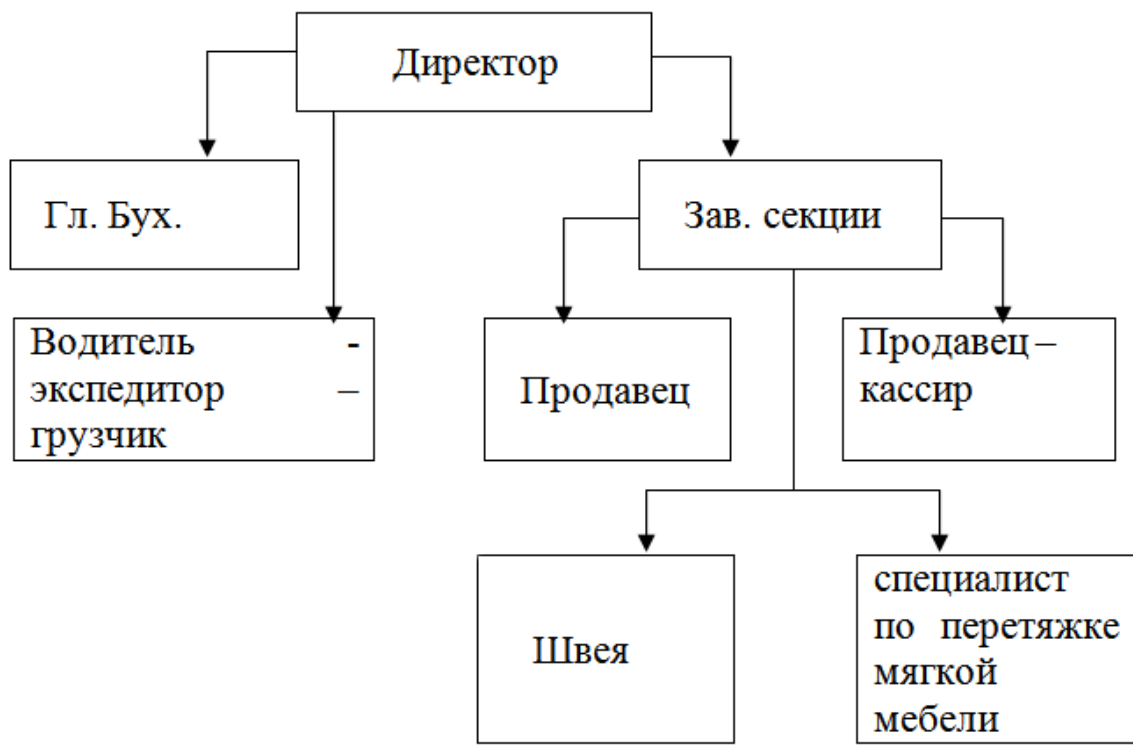 Директор
Гл. Бух.
Зав. секции
Водитель -
экспедитор –
грузчик
Продавец
Продавец –
кассир
Швея
специалист
по перетяжке
мягкой
мебели